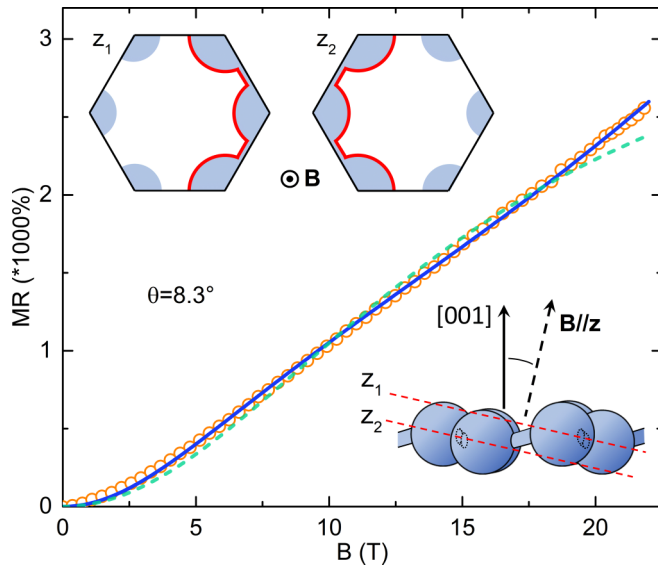 z₁
z₂
⊙ B
θ=8.3°
[001]
B//z
z₁
z₂
MR (*1000%)
3
2
1
0
0
5
10
15
20
B (T)